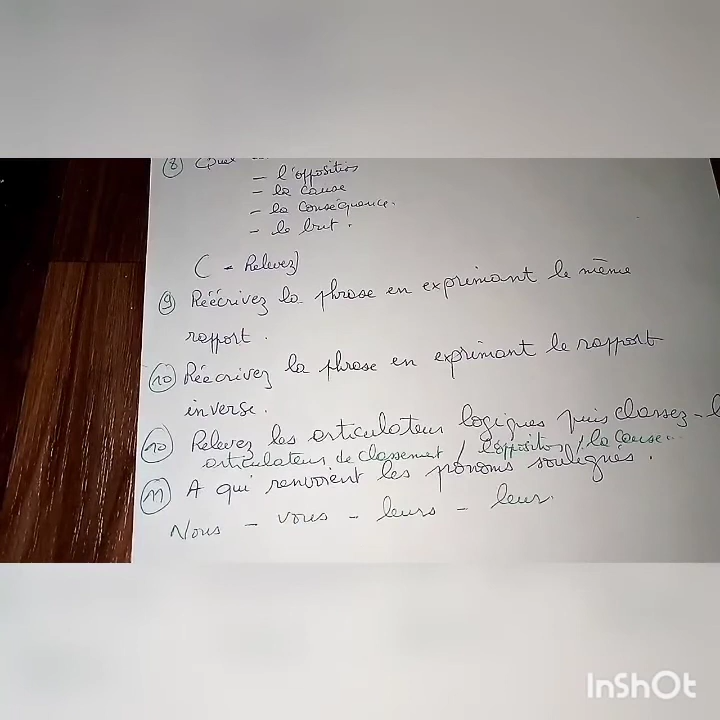 ⑧ Quel
- l'opposition
- la cause
- la conséquence.
- le but.
(= Relevez)
⑨ Réécrivez la phrase en exprimant le même
rapport.
⑩ Réécrivez la phrase en exprimant le rapport
inverse.
⑩ Relevez les articulateurs logiques puis classez-l
articulateurs de classement / l'opposition / la cause...
⑪ A qui renvoient les pronoms soulignés.
Nous - vous - leurs - leur.
InShOt